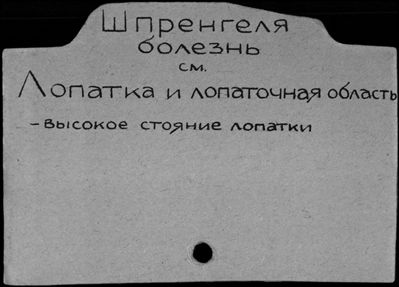 Шпренгеля
болезнь
см.
Лопатка и лопаточная область
– высокое стояние лопатки